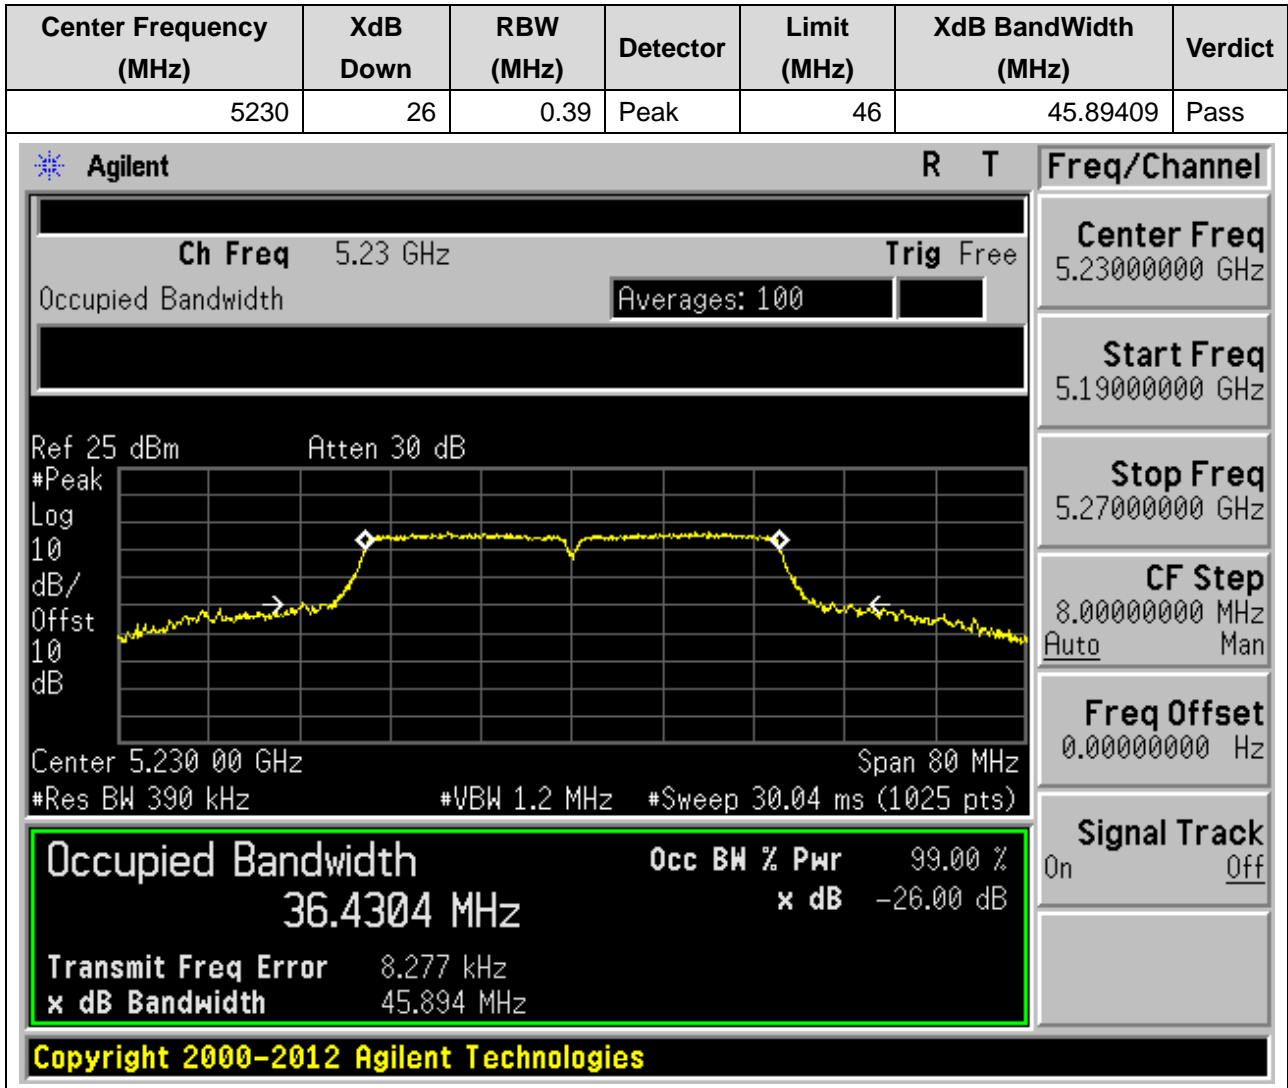 Center Frequency (MHz) XdB Down RBW (MHz) Detector Limit (MHz) XdB BandWidth (MHz) Verdict
5230 26 0.39 Peak 46 45.89409 Pass
Agilent R T Freq/Channel
Ch Freq 5.23 GHz Trig Free
Occupied Bandwidth Averages: 100
Center Freq
5.23000000 GHz
Start Freq
5.19000000 GHz
Stop Freq
5.27000000 GHz
CF Step
8.00000000 MHz
Auto Man
Freq Offset
0.00000000 Hz
Signal Track
On Off
Ref 25 dBm Atten 30 dB
#Peak
Log
10
dB/
Offst
10
dB
Center 5.230 00 GHz Span 80 MHz
#Res BW 390 kHz #VBW 1.2 MHz #Sweep 30.04 ms (1025 pts)
Occupied Bandwidth Occ BW % Pwr 99.00 %
36.4304 MHz x dB -26.00 dB
Transmit Freq Error 8.277 kHz
x dB Bandwidth 45.894 MHz
Copyright 2000-2012 Agilent Technologies